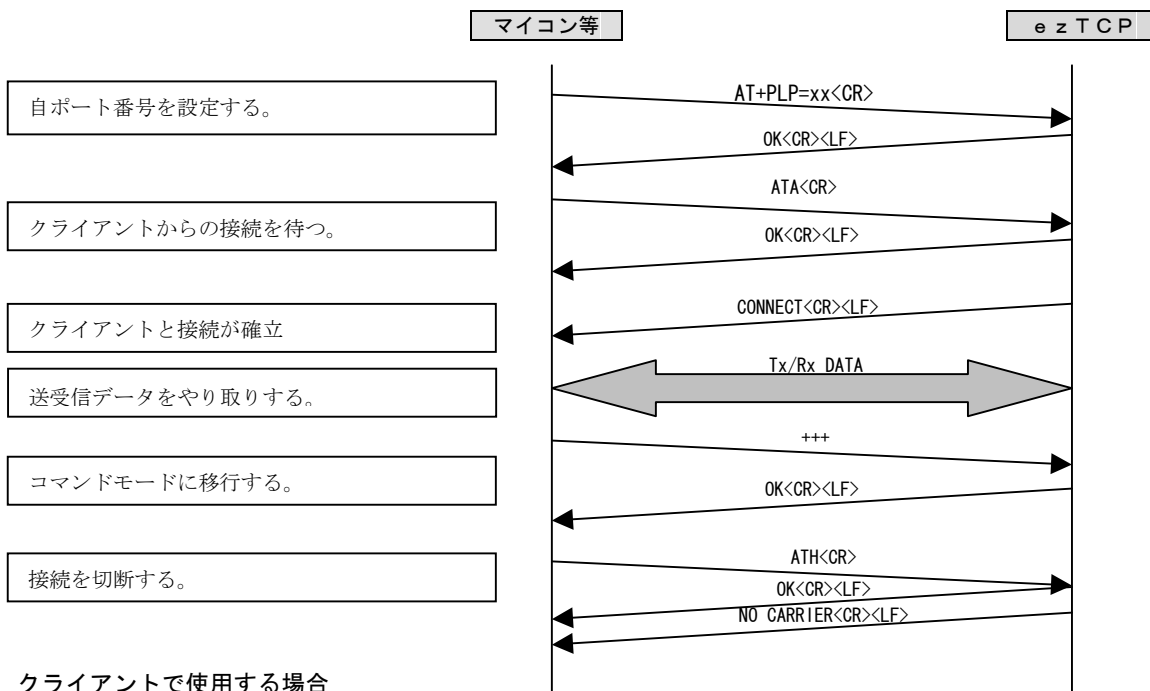 マイコン等
ezTCP
自ポート番号を設定する。
AT+PLP=xx<CR>
OK<CR><LF>
ATA<CR>
クライアントからの接続を待つ。
OK<CR><LF>
CONNECT<CR><LF>
クライアントと接続が確立
Tx/Rx DATA
送受信データをやり取りする。
+++
コマンドモードに移行する。
OK<CR><LF>
ATH<CR>
接続を切断する。
OK<CR><LF>
NO CARRIER<CR><LF>
クライアントで使用する場合